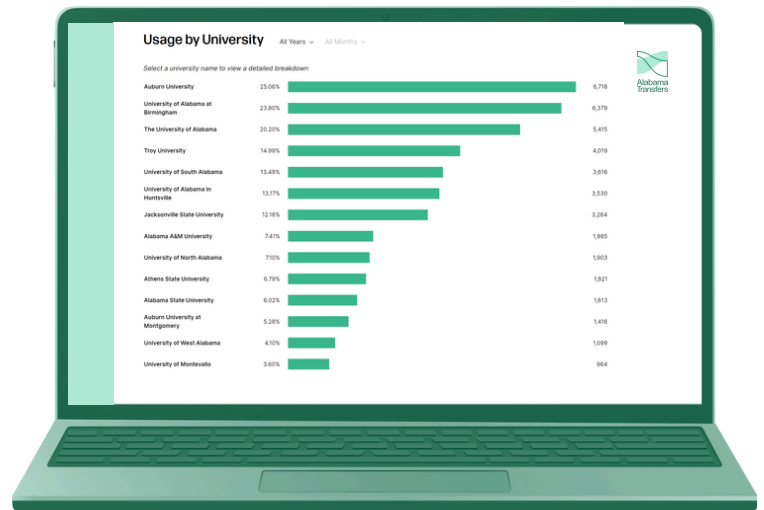 Usage by University All Years All Months
Select a university name to view a detailed breakdown
Alabama
Transfers
Auburn University 25.06% 6,718
University of Alabama at
Birmingham 23.80% 6,379
The University of Alabama 20.20% 5,415
Troy University 14.99% 4,019
University of South Alabama 13.49% 3,616
University of Alabama in
Huntsville 13.17% 3,530
Jacksonville State University 12.18% 3,264
Alabama A&M University 7.41% 1,985
University of North Alabama 7.10% 1,903
Athens State University 6.79% 1,821
Alabama State University 6.02% 1,613
Auburn University at
Montgomery 5.28% 1,416
University of West Alabama 4.10% 1,099
University of Montevallo 3.60% 964